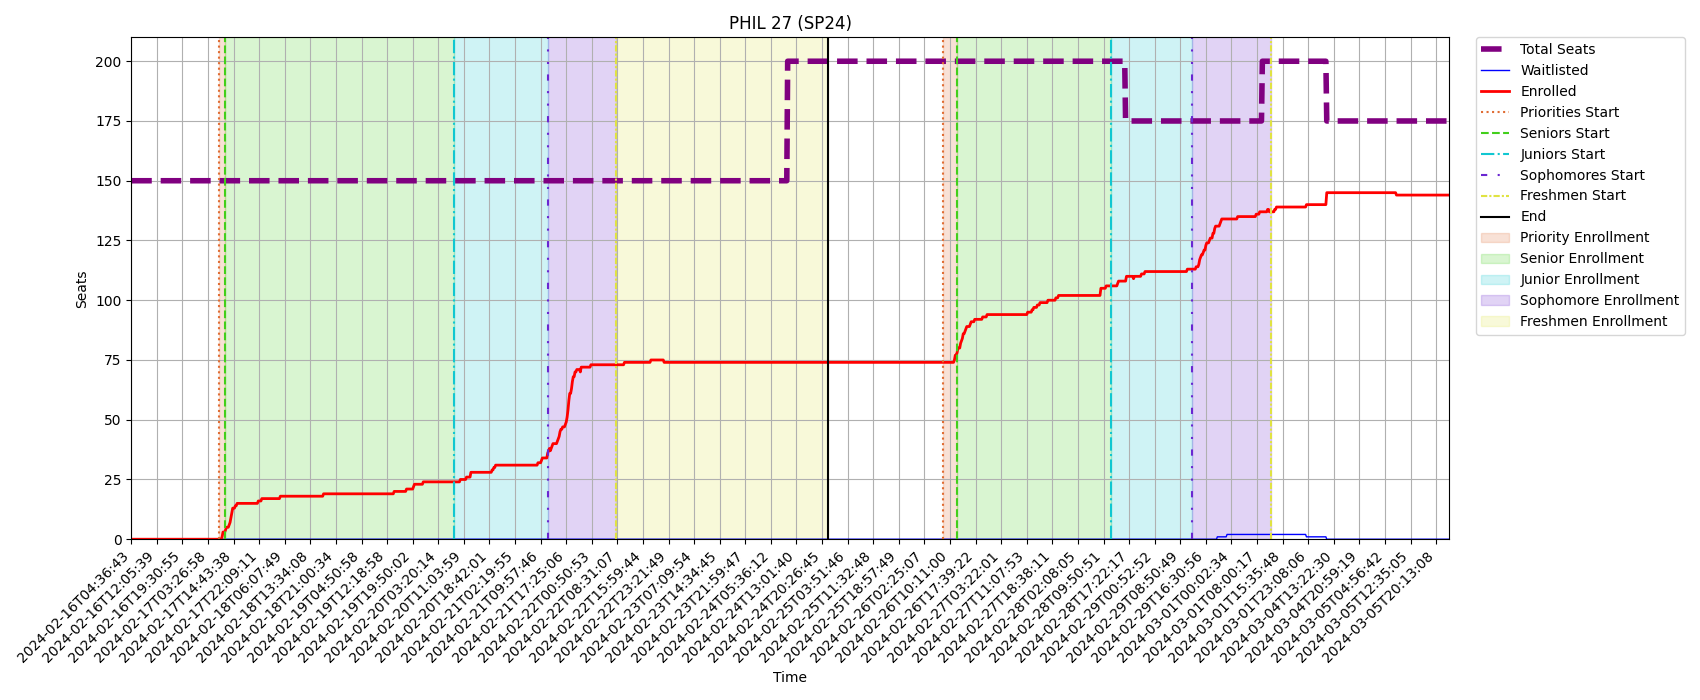 PHIL 27 (SP24)
200
175
150
125
100
75
50
25
0
Seats
2024-02-16T04:36:43
2024-02-16T12:05:39
2024-02-16T19:30:55
2024-02-17T03:26:58
2024-02-17T14:43:38
2024-02-17T22:09:11
2024-02-18T06:07:49
2024-02-18T13:34:08
2024-02-18T21:00:34
2024-02-19T04:50:58
2024-02-19T12:18:58
2024-02-19T19:50:02
2024-02-20T03:20:14
2024-02-20T11:03:59
2024-02-20T18:42:01
2024-02-21T02:19:55
2024-02-21T09:57:46
2024-02-21T17:25:06
2024-02-22T00:50:53
2024-02-22T08:31:07
2024-02-22T15:59:44
2024-02-22T23:21:49
2024-02-23T07:09:54
2024-02-23T14:34:45
2024-02-23T21:59:47
2024-02-24T05:36:12
2024-02-24T13:01:40
2024-02-24T20:26:45
2024-02-25T03:51:46
2024-02-25T11:32:48
2024-02-25T18:57:49
2024-02-26T02:25:07
2024-02-26T10:11:00
2024-02-26T17:39:22
2024-02-27T03:22:01
2024-02-27T11:07:53
2024-02-27T18:38:11
2024-02-28T02:08:05
2024-02-28T09:50:51
2024-02-28T17:22:17
2024-02-29T00:52:52
2024-02-29T08:50:49
2024-02-29T16:30:56
2024-03-01T00:02:34
2024-03-01T08:00:17
2024-03-01T15:35:48
2024-03-01T23:08:06
2024-03-04T13:22:30
2024-03-04T20:59:19
2024-03-05T04:56:42
2024-03-05T12:35:05
2024-03-05T20:13:08
Time
Total Seats
Waitlisted
Enrolled
Priorities Start
Seniors Start
Juniors Start
Sophomores Start
Freshmen Start
End
Priority Enrollment
Senior Enrollment
Junior Enrollment
Sophomore Enrollment
Freshmen Enrollment